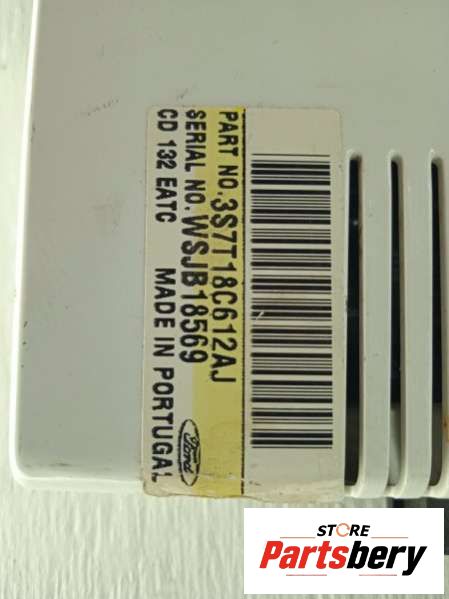 PART NO. 3S7T18C612AJ
SERIAL NO. WSJB18569
CD 132 EATC MADE IN PORTUGAL
Ford
STORE
Partsbery